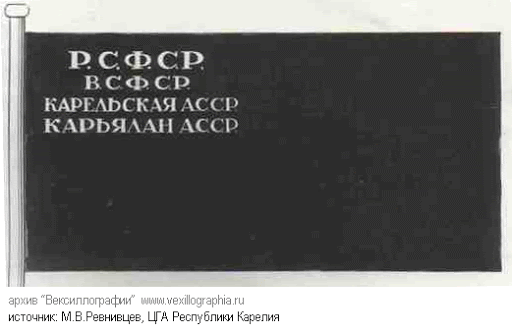 Р.С.Ф.С.Р.
В.С.Ф.С.Р.
КАРЕЛЬСКАЯ АССР
КАРЬЯЛАН АССР
архив "Вексиллографии" www.vexillographia.ru
источник: М.В.Ревнивцев, ЦГА Республики Карелия